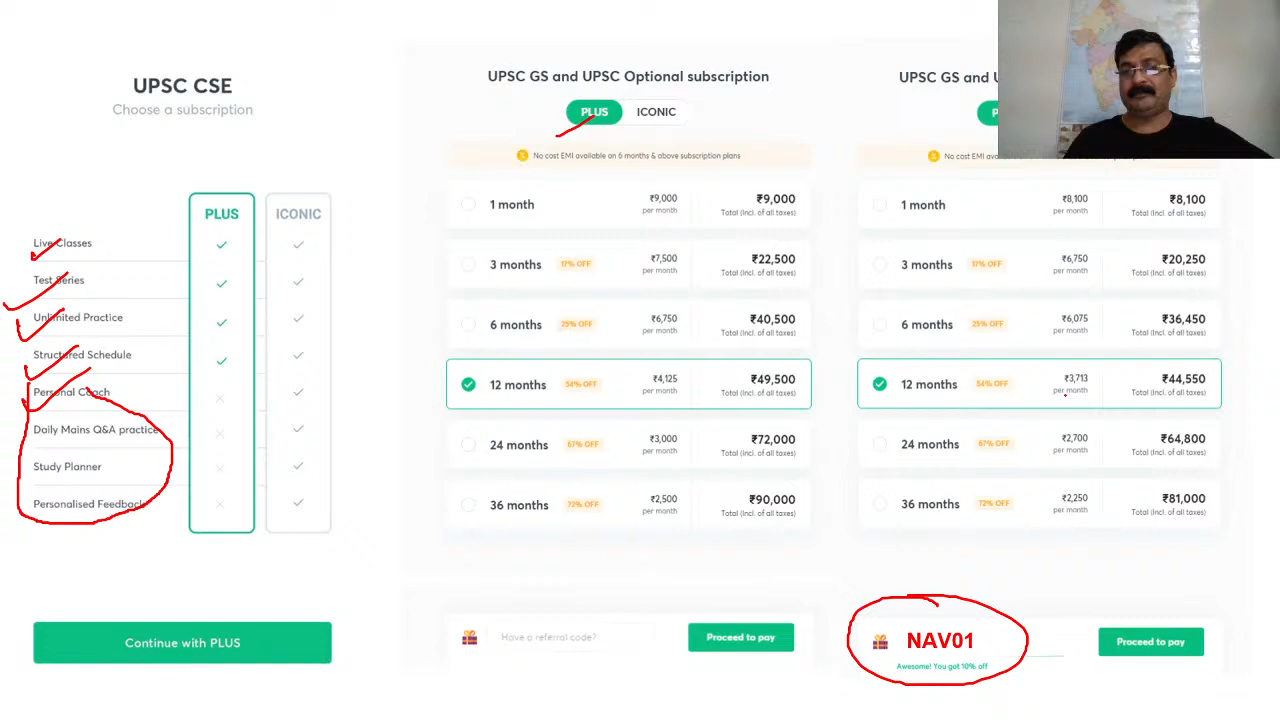 UPSC CSE
Choose a subscription
PLUS ICONIC
Live Classes
Test Series
Unlimited Practice
Structured Schedule
Personal Coach
Daily Mains Q&A practice
Study Planner
Personalised Feedback
Continue with PLUS
UPSC GS and UPSC Optional subscription
PLUS ICONIC
No cost EMI available on 6 months & above subscription plans
1 month ₹9,000 ₹9,000
per month Total (Incl. of all taxes)
3 months 17% OFF ₹7,500 ₹22,500
per month Total (Incl. of all taxes)
6 months 25% OFF ₹6,750 ₹40,500
per month Total (Incl. of all taxes)
12 months 54% OFF ₹4,125 ₹49,500
per month Total (Incl. of all taxes)
24 months 67% OFF ₹3,000 ₹72,000
per month Total (Incl. of all taxes)
36 months 72% OFF ₹2,500 ₹90,000
per month Total (Incl. of all taxes)
Have a referral code? Proceed to pay
UPSC GS and
No cost EMI
1 month ₹8,100 ₹8,100
per month Total (Incl. of all taxes)
3 months 17% OFF ₹6,750 ₹20,250
per month Total (Incl. of all taxes)
6 months 25% OFF ₹6,075 ₹36,450
per month Total (Incl. of all taxes)
12 months 54% OFF ₹3,713 ₹44,550
per month Total (Incl. of all taxes)
24 months 67% OFF ₹2,700 ₹64,800
per month Total (Incl. of all taxes)
36 months 72% OFF ₹2,250 ₹81,000
per month Total (Incl. of all taxes)
NAV01 Proceed to pay
Awesome! You got 10% off